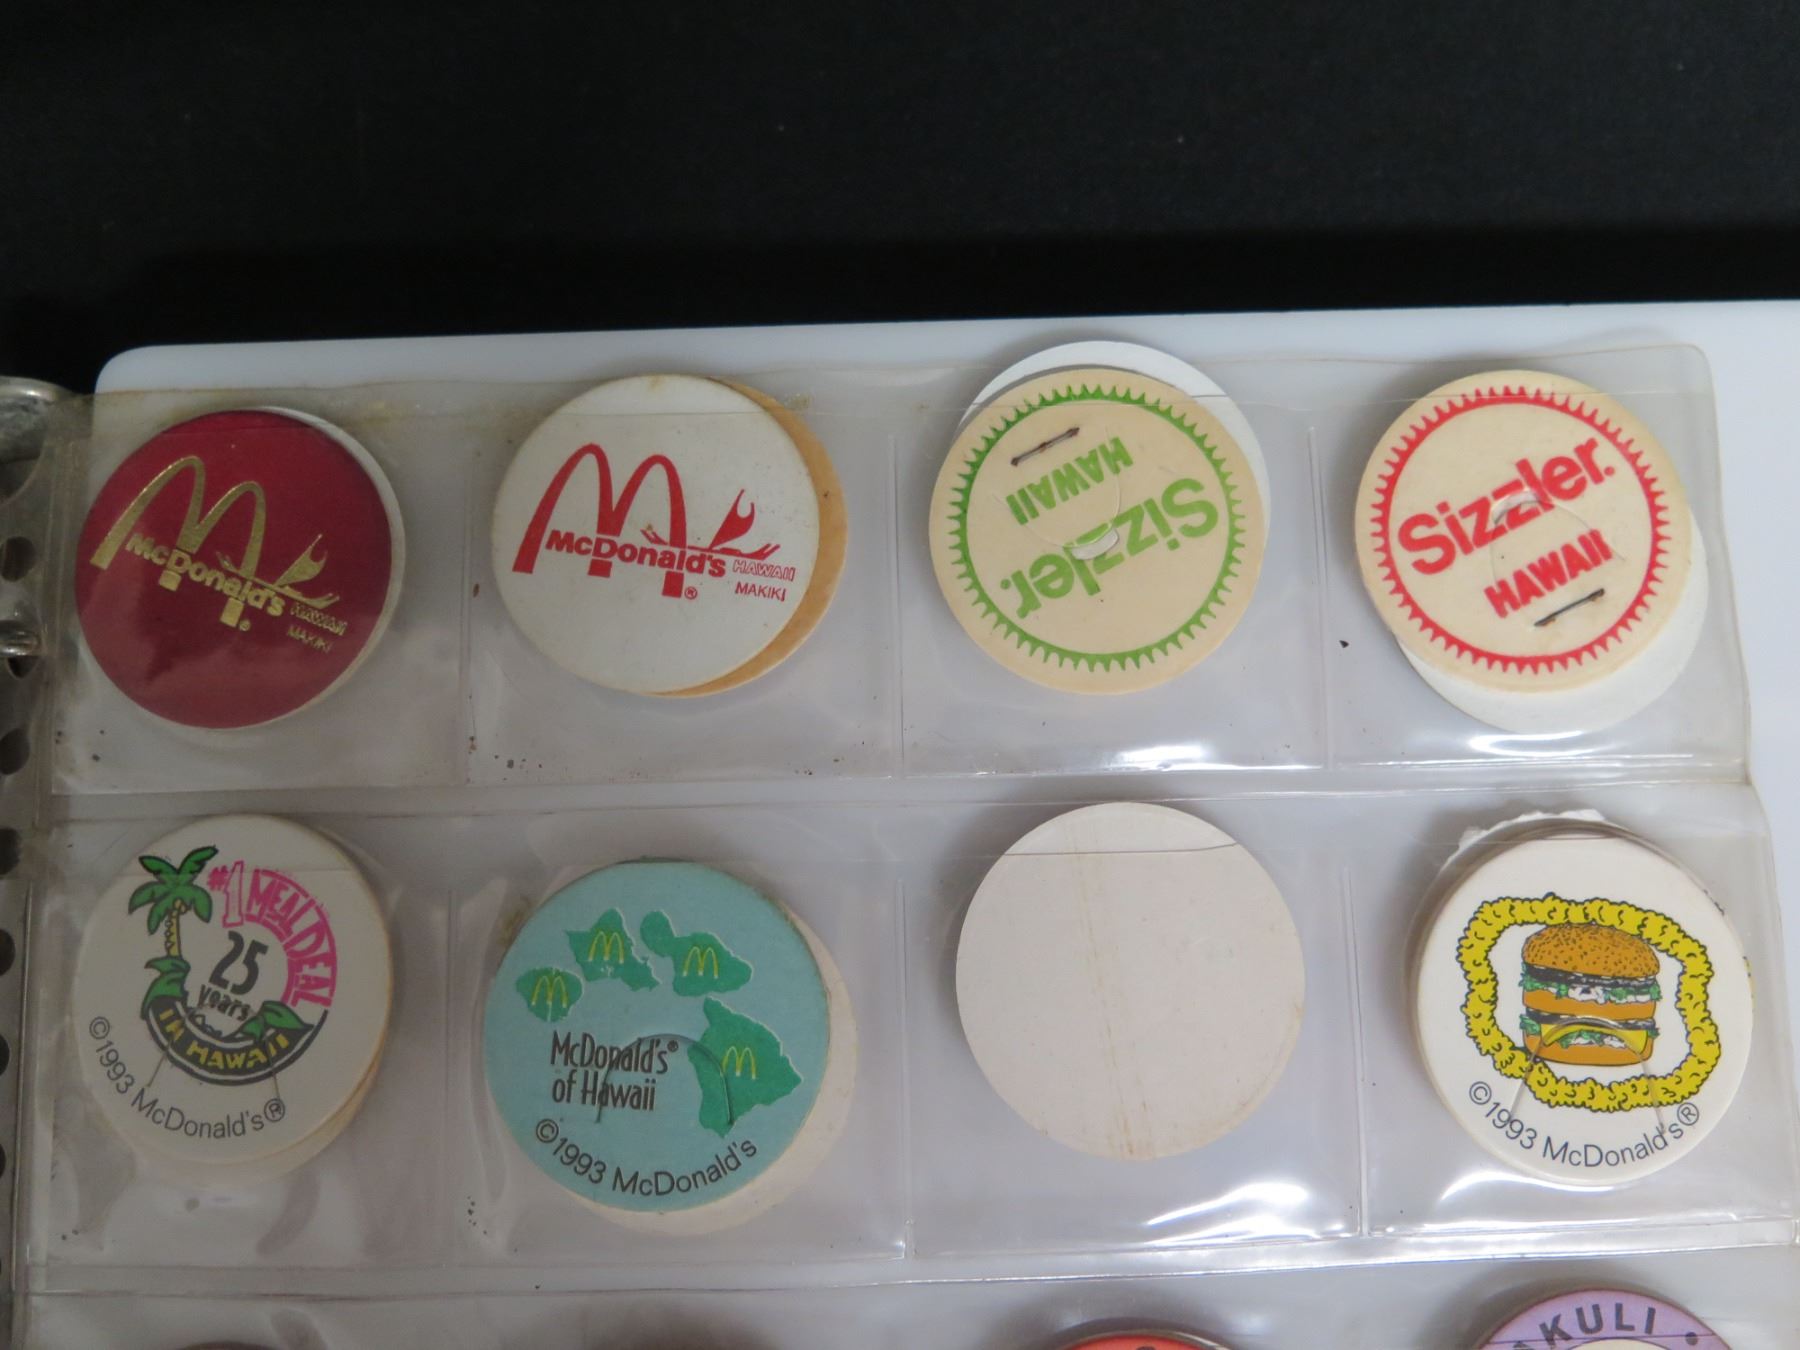 McDonald's HAWAII
®
MAKIKI
McDonald's HAWAII
® MAKIKI
Sizzler.
HAWAII
Sizzler.
HAWAII
#1 MEAL DEAL
25
years
IN HAWAII
©1993 McDonald's®
McDonald's®
of Hawaii
©1993 McDonald's
©1993 McDonald's®
KULI •